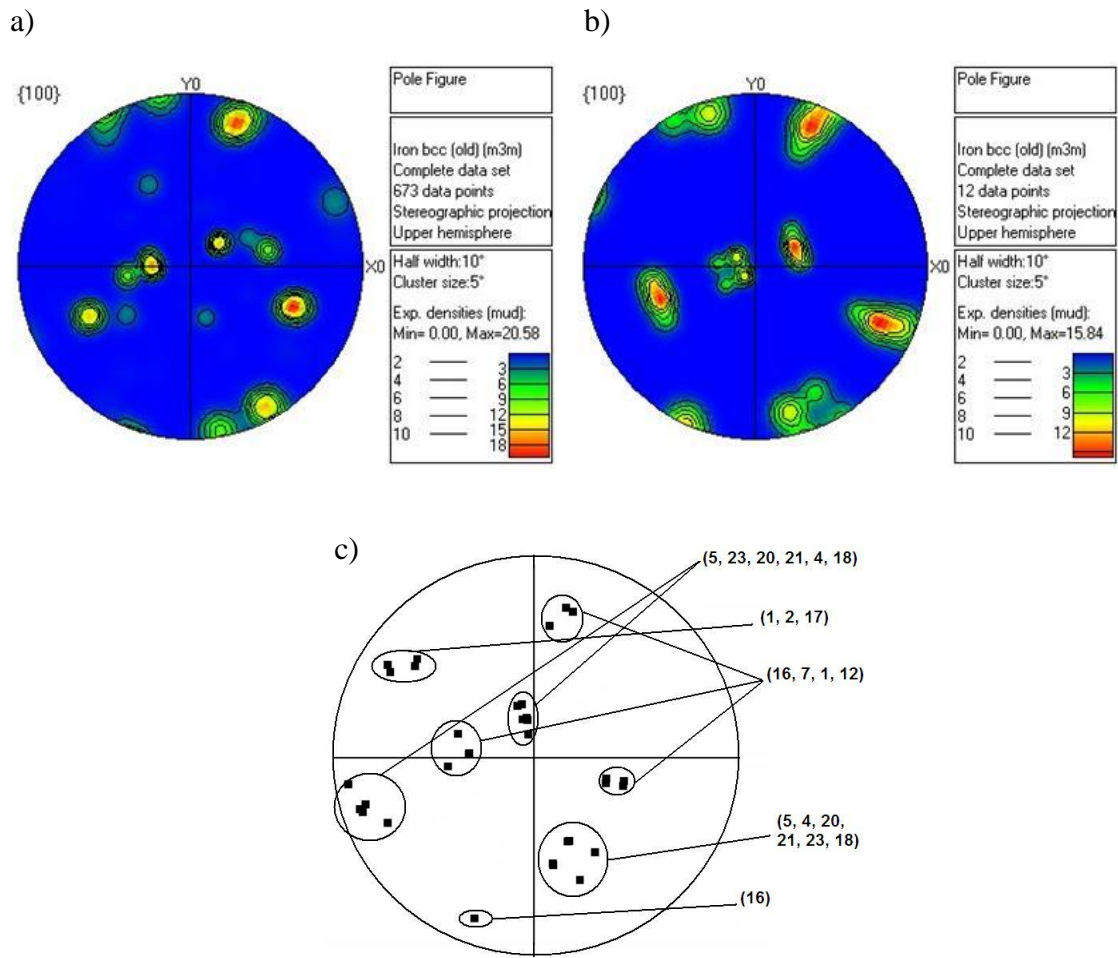 a)
b)
{100}
Y0
X0
Pole Figure
Iron bcc (old) (m3m)
Complete data set
673 data points
Stereographic projection
Upper hemisphere
Half width:10°
Cluster size:5°
Exp. densities (mud):
Min= 0.00, Max=20.58
2
4
6
8
10
3
6
9
12
15
18
{100}
Y0
X0
Pole Figure
Iron bcc (old) (m3m)
Complete data set
12 data points
Stereographic projection
Upper hemisphere
Half width:10°
Cluster size:5°
Exp. densities (mud):
Min= 0.00, Max=15.84
2
4
6
8
10
3
6
9
12
c)
(5, 23, 20, 21, 4, 18)
(1, 2, 17)
(16, 7, 1, 12)
(5, 4, 20,
21, 23, 18)
(16)